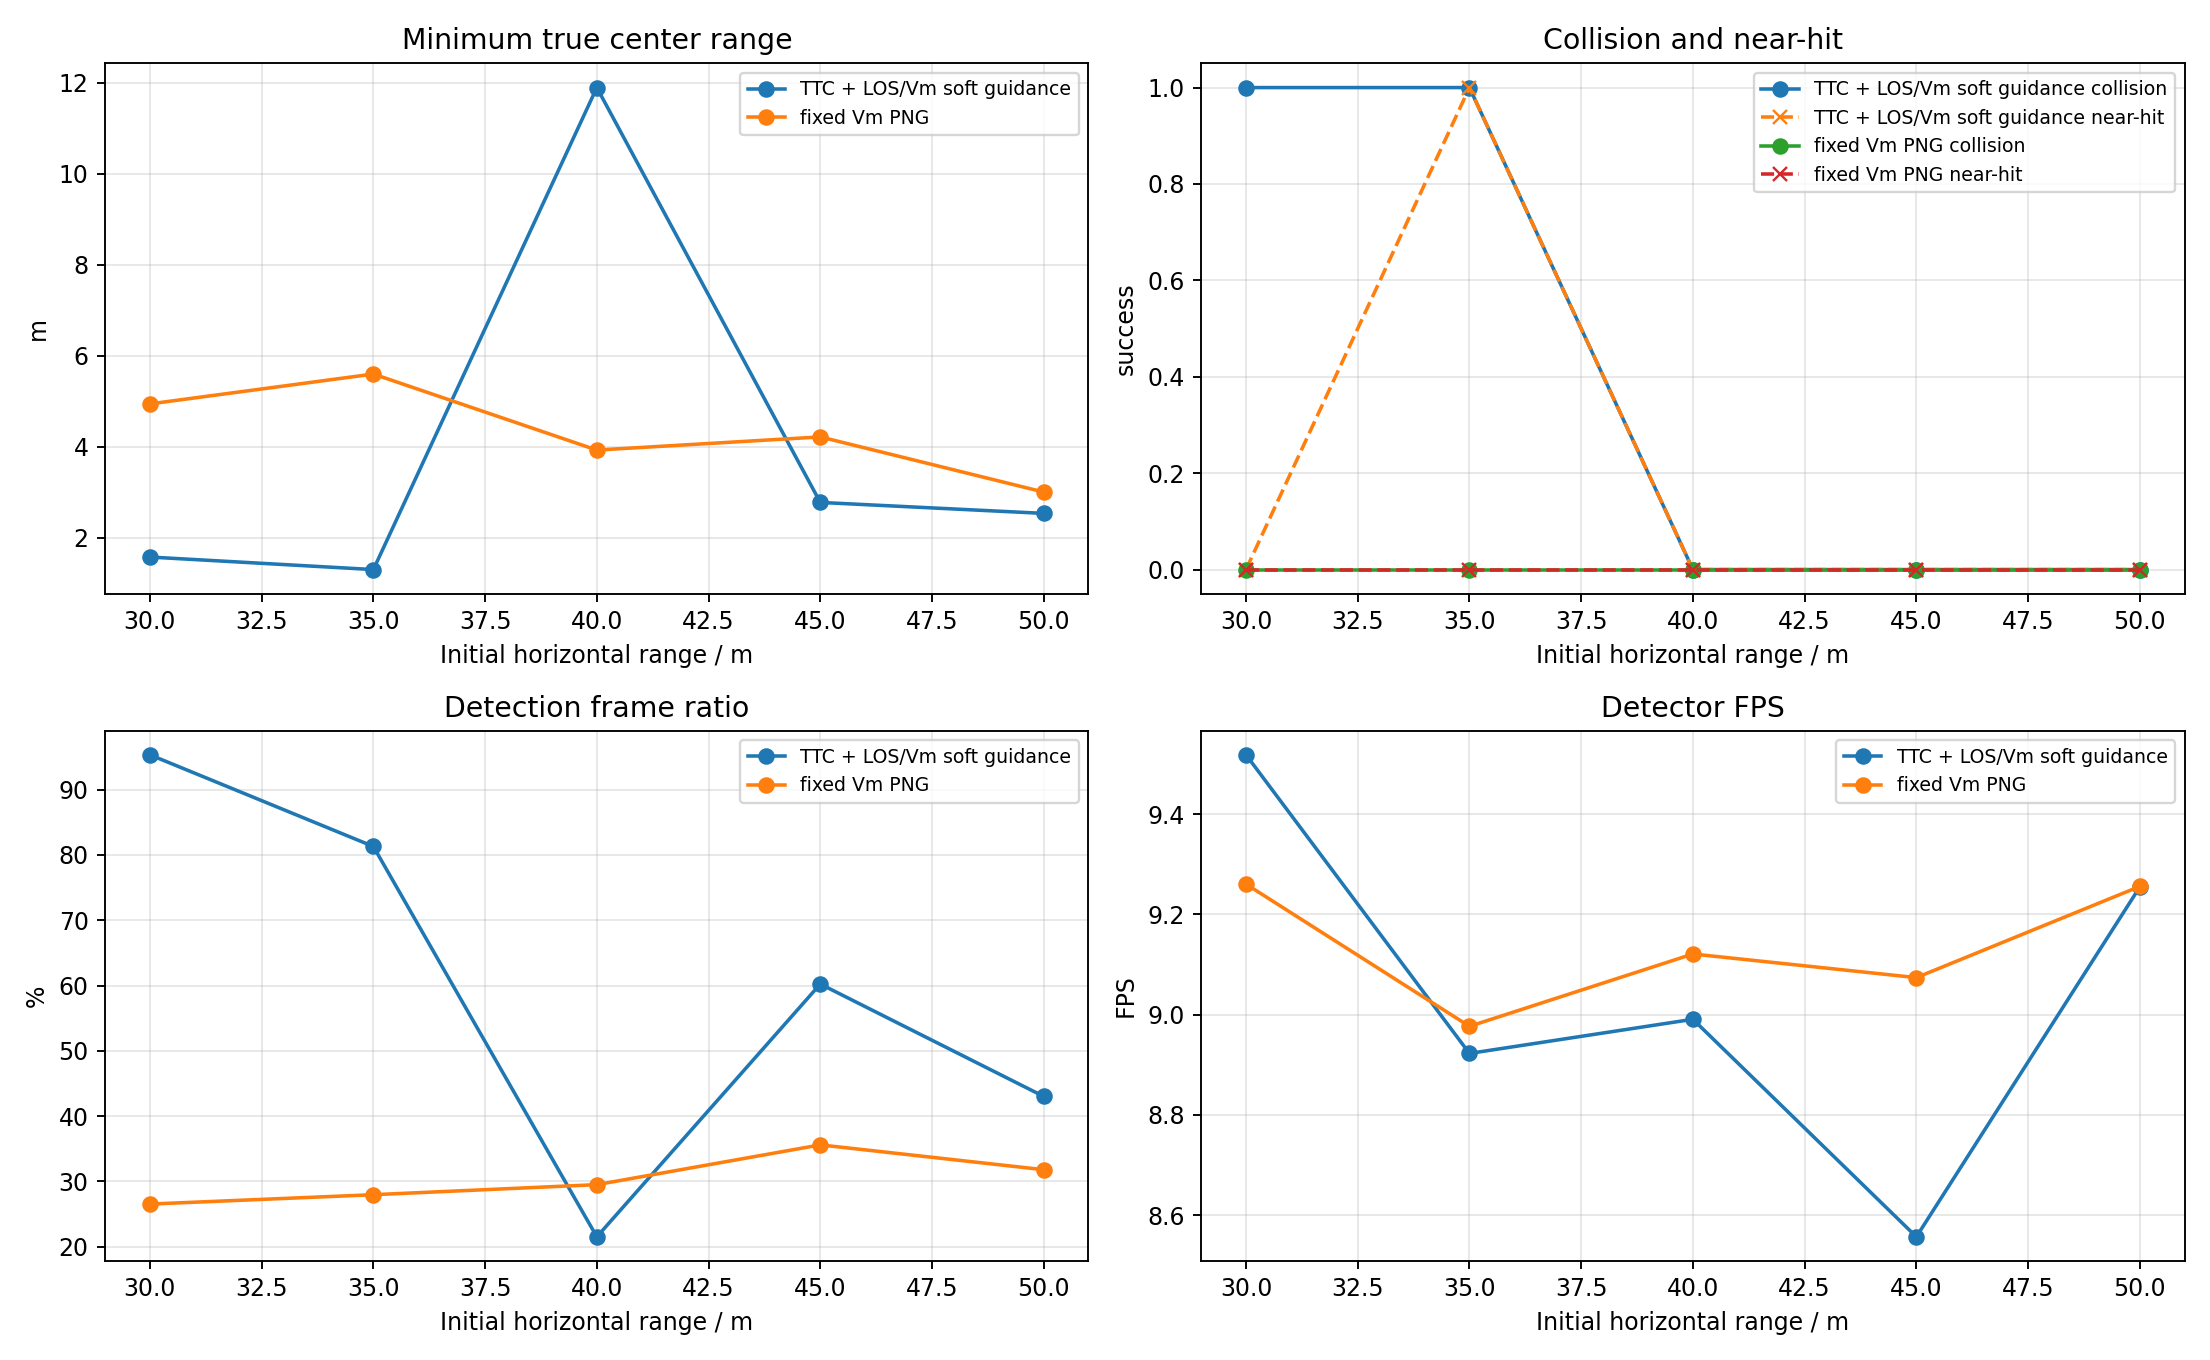 Minimum true center range
12
10
8
6
4
2
m
TTC + LOS/Vm soft guidance
fixed Vm PNG
30.0 32.5 35.0 37.5 40.0 42.5 45.0 47.5 50.0
Initial horizontal range / m
Collision and near-hit
1.0
0.8
0.6
0.4
0.2
0.0
success
TTC + LOS/Vm soft guidance collision
TTC + LOS/Vm soft guidance near-hit
fixed Vm PNG collision
fixed Vm PNG near-hit
30.0 32.5 35.0 37.5 40.0 42.5 45.0 47.5 50.0
Initial horizontal range / m
Detection frame ratio
90
80
70
60
50
40
30
20
%
TTC + LOS/Vm soft guidance
fixed Vm PNG
30.0 32.5 35.0 37.5 40.0 42.5 45.0 47.5 50.0
Initial horizontal range / m
Detector FPS
9.4
9.2
9.0
8.8
8.6
FPS
TTC + LOS/Vm soft guidance
fixed Vm PNG
30.0 32.5 35.0 37.5 40.0 42.5 45.0 47.5 50.0
Initial horizontal range / m